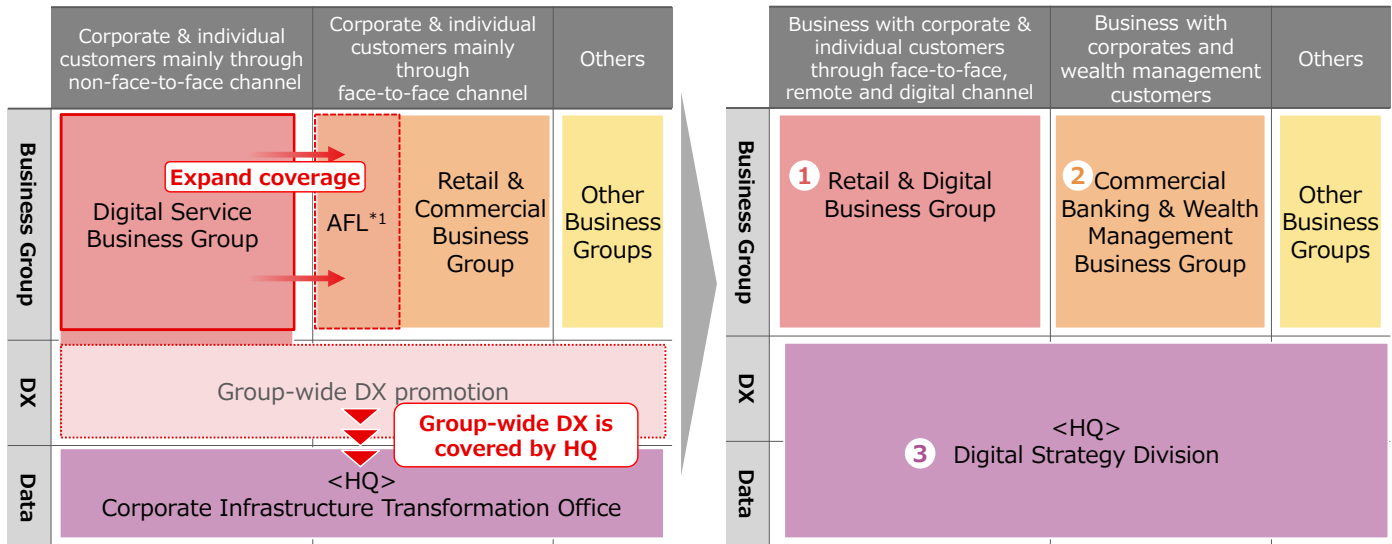 Corporate & individual
customers mainly through
non-face-to-face channel
Corporate & individual
customers mainly
through
face-to-face channel
Others
Business Group
Digital Service
Business Group
Expand coverage
AFL *1
Retail &
Commercial
Business
Group
Other
Business
Groups
DX
Group-wide DX promotion
Group-wide DX is
covered by HQ
Data
<HQ>
Corporate Infrastructure Transformation Office
Business with corporate &
individual customers
through face-to-face,
remote and digital channel
Business with
corporates and
wealth management
customers
Others
Business Group
1 Retail & Digital
Business Group
2 Commercial
Banking & Wealth
Management
Business Group
Other
Business
Groups
DX
Data
<HQ>
3 Digital Strategy Division